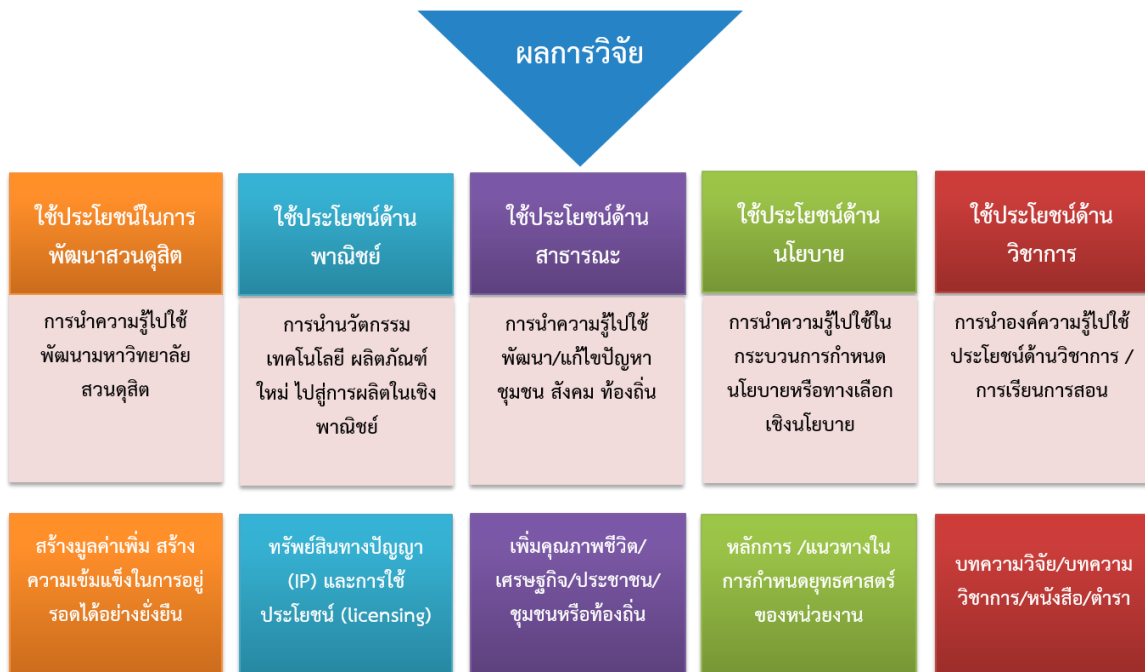 ผลการวิจัย
ใช้ประโยชน์ในการ
พัฒนาสวนดุสิต
การนำความรู้ไปใช้
พัฒนามหาวิทยาลัย
สวนดุสิต
สร้างมูลค่าเพิ่ม สร้าง
ความเข้มแข็งในการอยู่
รอดได้อย่างยั่งยืน
ใช้ประโยชน์ด้าน
พาณิชย์
การนำนวัตกรรม
เทคโนโลยี ผลิตภัณฑ์
ใหม่ ไปสู่การผลิตในเชิง
พาณิชย์
ทรัพย์สินทางปัญญา
(IP) และการใช้
ประโยชน์ (licensing)
ใช้ประโยชน์ด้าน
สาธารณะ
การนำความรู้ไปใช้
พัฒนา/แก้ไขปัญหา
ชุมชน สังคม ท้องถิ่น
เพิ่มคุณภาพชีวิต/
เศรษฐกิจ/ประชาชน/
ชุมชนหรือท้องถิ่น
ใช้ประโยชน์ด้าน
นโยบาย
การนำความรู้ไปใช้ใน
กระบวนการกำหนด
นโยบายหรือทางเลือก
เชิงนโยบาย
หลักการ /แนวทางใน
การกำหนดยุทธศาสตร์
ของหน่วยงาน
ใช้ประโยชน์ด้าน
วิชาการ
การนำองค์ความรู้ไปใช้
ประโยชน์ด้านวิชาการ /
การเรียนการสอน
บทความวิจัย/บทความ
วิชาการ/หนังสือ/ตำรา